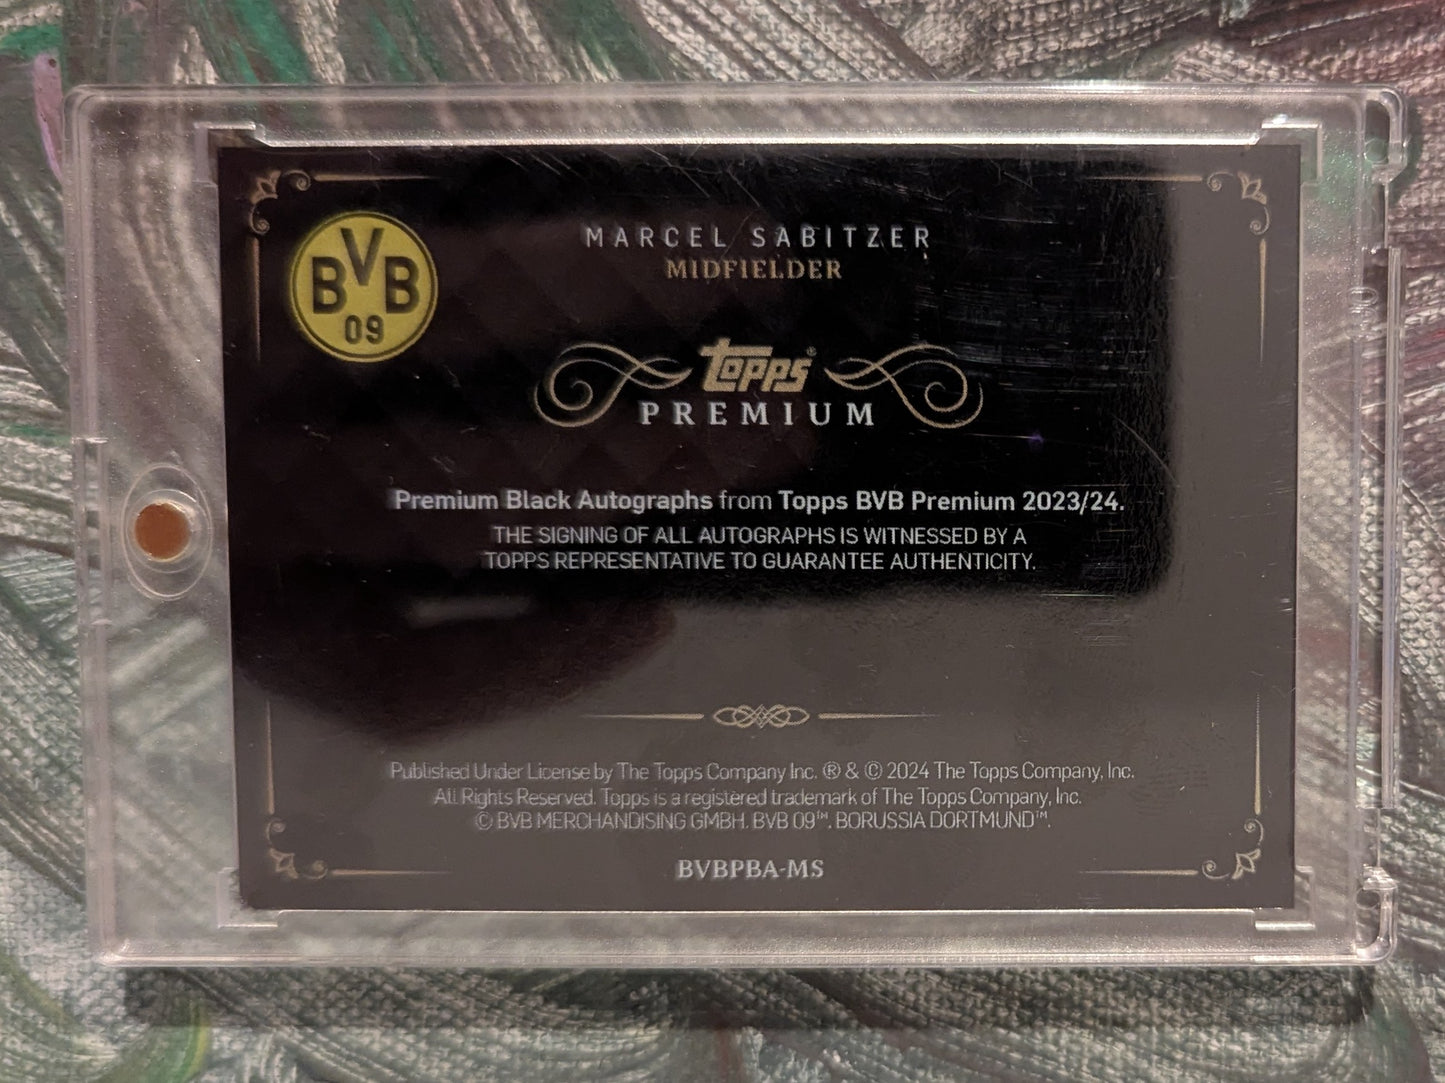 BVB
09
MARCEL SABITZER
MIDFIELDER
topps®
PREMIUM
Premium Black Autographs from Topps BVB Premium 2023/24.
THE SIGNING OF ALL AUTOGRAPHS IS WITNESSED BY A
TOPPS REPRESENTATIVE TO GUARANTEE AUTHENTICITY.
Published Under License by The Topps Company Inc. ® & © 2024 The Topps Company, Inc.
All Rights Reserved. Topps is a registered trademark of The Topps Company, Inc.
© BVB MERCHANDISING GMBH. BVB 09™. BORUSSIA DORTMUND™.
BVBPBA-MS